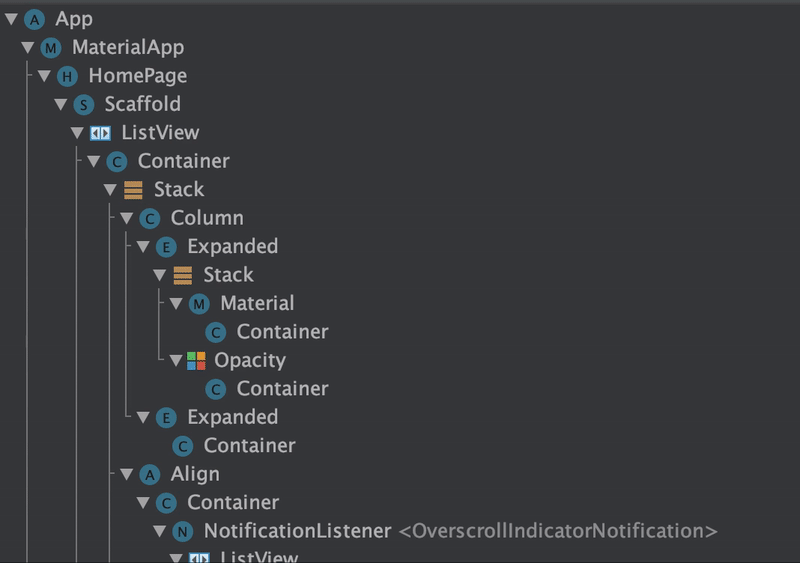 A App
M MaterialApp
H HomePage
S Scaffold
ListView
C Container
Stack
C Column
E Expanded
Stack
M Material
C Container
Opacity
C Container
E Expanded
C Container
A Align
C Container
N NotificationListener <OverscrollIndicatorNotification>
ListView